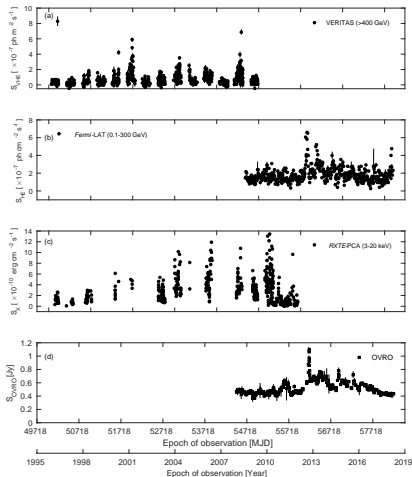 (a)
VERITAS (>400 GeV)
S_VHE [ ×10^-7 ph m^-2 s^-1 ]
0 2 4 6 8 10
(b)
Fermi-LAT (0.1-300 GeV)
S_HE [ ×10^-7 ph cm^-2 s^-1 ]
0 2 4 6 8
(c)
RXTE PCA (3-20 keV)
S_X [ ×10^-10 erg cm^-2 s^-1 ]
0 2 4 6 8 10 12 14
(d)
OVRO
S_OVRO [Jy]
0 0.2 0.4 0.6 0.8 1 1.2
49718 50718 51718 52718 53718 54718 55718 56718 57718
Epoch of observation [MJD]
1995 1998 2001 2004 2007 2010 2013 2016 2019
Epoch of observation [Year]